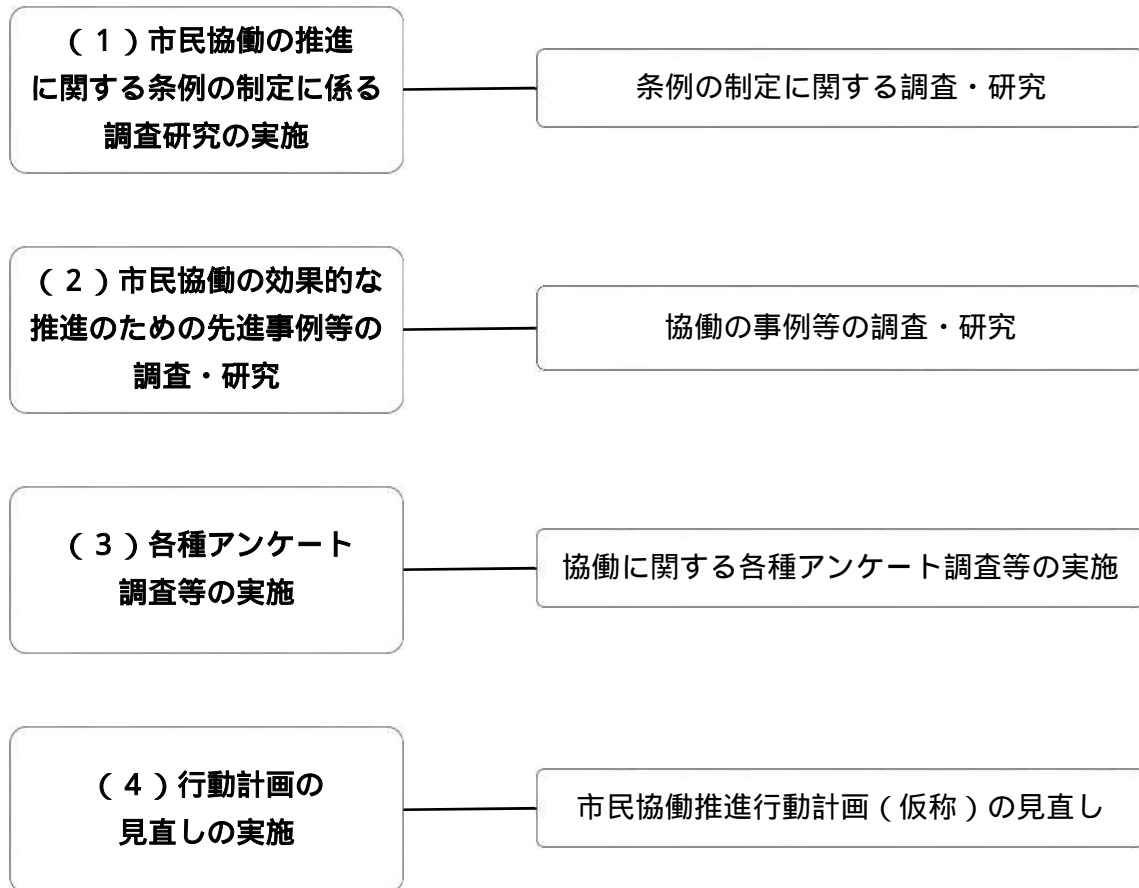 （１）市民協働の推進
に関する条例の制定に係る
調査研究の実施
条例の制定に関する調査・研究
（２）市民協働の効果的な
推進のための先進事例等の
調査・研究
協働の事例等の調査・研究
（３）各種アンケート
調査等の実施
協働に関する各種アンケート調査等の実施
（４）行動計画の
見直しの実施
市民協働推進行動計画（仮称）の見直し